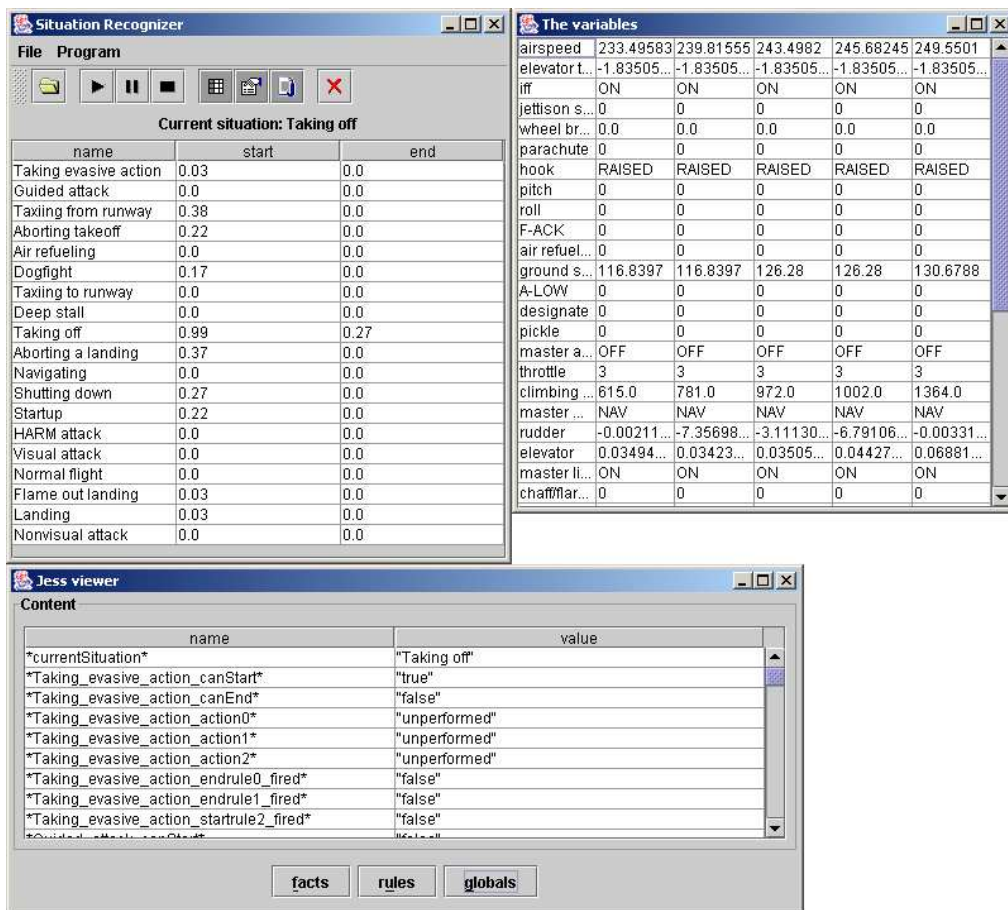 Situation Recognizer
File Program
Current situation: Taking off
name start end
Taking evasive action 0.03 0.0
Guided attack 0.0 0.0
Taxiing from runway 0.38 0.0
Aborting takeoff 0.22 0.0
Air refueling 0.0 0.0
Dogfight 0.17 0.0
Taxiing to runway 0.0 0.0
Deep stall 0.0 0.0
Taking off 0.99 0.27
Aborting a landing 0.37 0.0
Navigating 0.0 0.0
Shutting down 0.27 0.0
Startup 0.22 0.0
HARM attack 0.0 0.0
Visual attack 0.0 0.0
Normal flight 0.0 0.0
Flame out landing 0.03 0.0
Landing 0.03 0.0
Nonvisual attack 0.0 0.0
The variables
airspeed 233.49583 239.81555 243.4982 245.68245 249.5501
elevator t... -1.83505... -1.83505... -1.83505... -1.83505... -1.83505...
iff ON ON ON ON ON
jettison s... 0 0 0 0 0
wheel br... 0.0 0.0 0.0 0.0 0.0
parachute 0 0 0 0 0
hook RAISED RAISED RAISED RAISED RAISED
pitch 0 0 0 0 0
roll 0 0 0 0 0
F-ACK 0 0 0 0 0
air refuel... 0 0 0 0 0
ground s... 116.8397 116.8397 126.28 126.28 130.6788
A-LOW 0 0 0 0 0
designate 0 0 0 0 0
pickle 0 0 0 0 0
master a... OFF OFF OFF OFF OFF
throttle 3 3 3 3 3
climbing ... 615.0 781.0 972.0 1002.0 1364.0
master ... NAV NAV NAV NAV NAV
rudder -0.00211... -7.35698... -3.11130... -6.79106... -0.00331...
elevator 0.03494... 0.03423... 0.03505... 0.04427... 0.06881...
master li... ON ON ON ON ON
chaff/flar... 0 0 0 0 0
Jess viewer
Content
name value
*currentSituation* "Taking off"
*Taking_evasive_action_canStart* "true"
*Taking_evasive_action_canEnd* "false"
*Taking_evasive_action_action0* "unperformed"
*Taking_evasive_action_action1* "unperformed"
*Taking_evasive_action_action2* "unperformed"
*Taking_evasive_action_endrule0_fired* "false"
*Taking_evasive_action_endrule1_fired* "false"
*Taking_evasive_action_startrule2_fired* "false"
facts rules globals